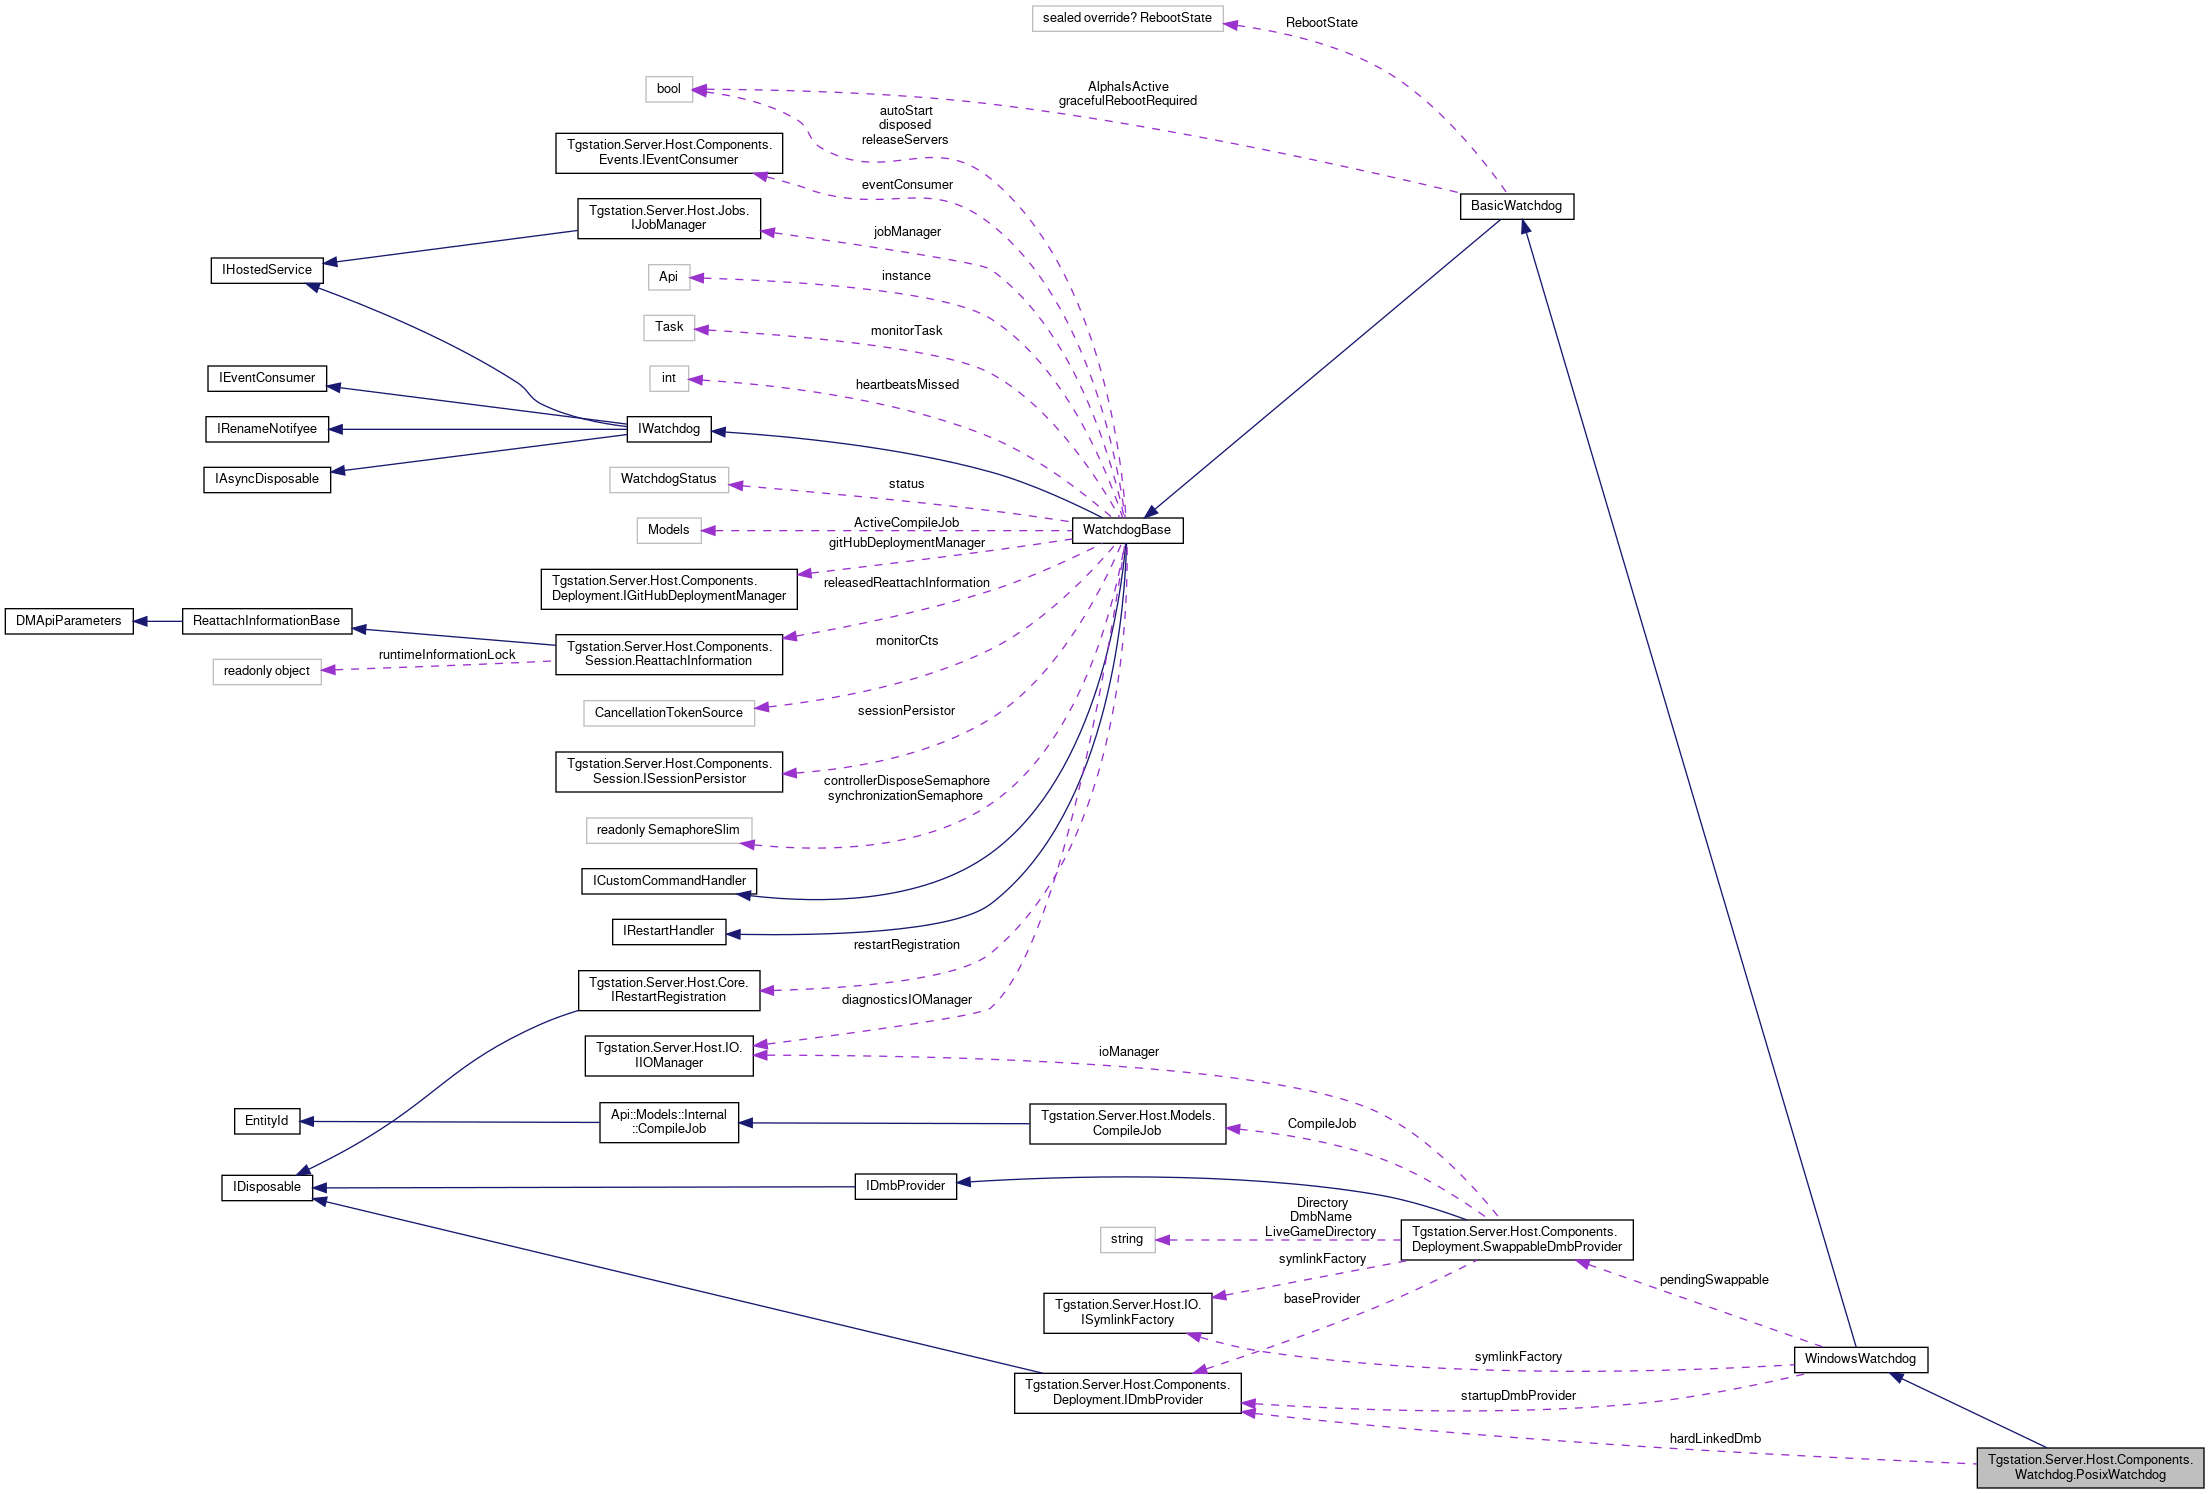 sealed override? RebootState
RebootState
bool
AlphaIsActive
gracefulRebootRequired
autoStart
disposed
releaseServers
Tgstation.Server.Host.Components.
Events.IEventConsumer
eventConsumer
BasicWatchdog
Tgstation.Server.Host.Jobs.
IJobManager
jobManager
IHostedService
Api
instance
Task
monitorTask
IEventConsumer
int
heartbeatsMissed
IRenameNotifyee
IWatchdog
IAsyncDisposable
WatchdogStatus
status
Models
ActiveCompileJob
WatchdogBase
gitHubDeploymentManager
Tgstation.Server.Host.Components.
Deployment.IGitHubDeploymentManager
releasedReattachInformation
DMApiParameters
ReattachInformationBase
Tgstation.Server.Host.Components.
Session.ReattachInformation
monitorCts
runtimeInformationLock
readonly object
CancellationTokenSource
sessionPersistor
Tgstation.Server.Host.Components.
Session.ISessionPersistor
controllerDisposeSemaphore
synchronizationSemaphore
readonly SemaphoreSlim
ICustomCommandHandler
IRestartHandler
restartRegistration
Tgstation.Server.Host.Core.
IRestartRegistration
diagnosticsIOManager
Tgstation.Server.Host.IO.
IIOManager
ioManager
EntityId
Api::Models::Internal
::CompileJob
Tgstation.Server.Host.Models.
CompileJob
CompileJob
IDisposable
IDmbProvider
Directory
DmbName
LiveGameDirectory
string
Tgstation.Server.Host.Components.
Deployment.SwappableDmbProvider
symlinkFactory
pendingSwappable
baseProvider
Tgstation.Server.Host.IO.
ISymlinkFactory
symlinkFactory
WindowsWatchdog
Tgstation.Server.Host.Components.
Deployment.IDmbProvider
startupDmbProvider
hardLinkedDmb
Tgstation.Server.Host.Components.
Watchdog.PosixWatchdog